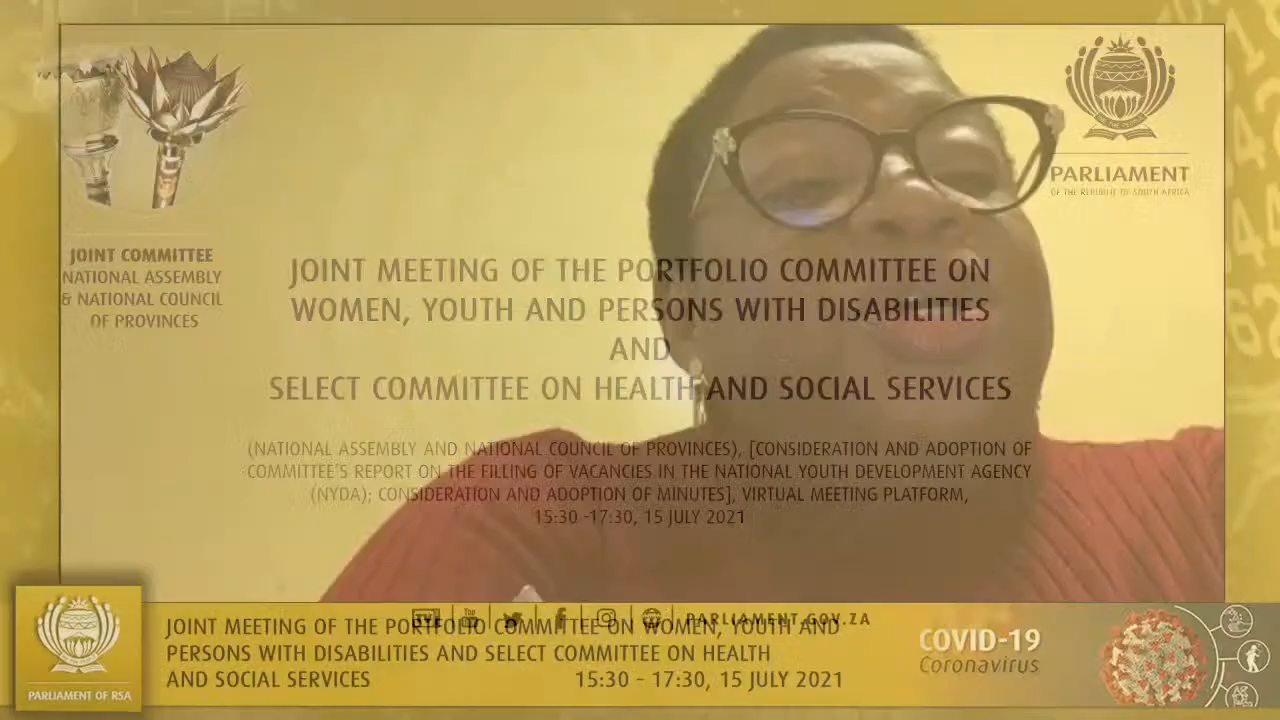 PARLIAMENT
OF THE REPUBLIC OF SOUTH AFRICA
JOINT COMMITTEE
NATIONAL ASSEMBLY
& NATIONAL COUNCIL
OF PROVINCES
JOINT MEETING OF THE PORTFOLIO COMMITTEE ON
WOMEN, YOUTH AND PERSONS WITH DISABILITIES
AND
SELECT COMMITTEE ON HEALTH AND SOCIAL SERVICES
(NATIONAL ASSEMBLY AND NATIONAL COUNCIL OF PROVINCES), [CONSIDERATION AND ADOPTION OF
COMMITTEE'S REPORT ON THE FILLING OF VACANCIES IN THE NATIONAL YOUTH DEVELOPMENT AGENCY
(NYDA); CONSIDERATION AND ADOPTION OF MINUTES], VIRTUAL MEETING PLATFORM,
15:30 -17:30, 15 JULY 2021
PARLIAMENT.GOV.ZA
JOINT MEETING OF THE PORTFOLIO COMMITTEE ON WOMEN, YOUTH AND
PERSONS WITH DISABILITIES AND SELECT COMMITTEE ON HEALTH
AND SOCIAL SERVICES 15:30 - 17:30, 15 JULY 2021
PARLIAMENT OF RSA
COVID-19
Coronavirus